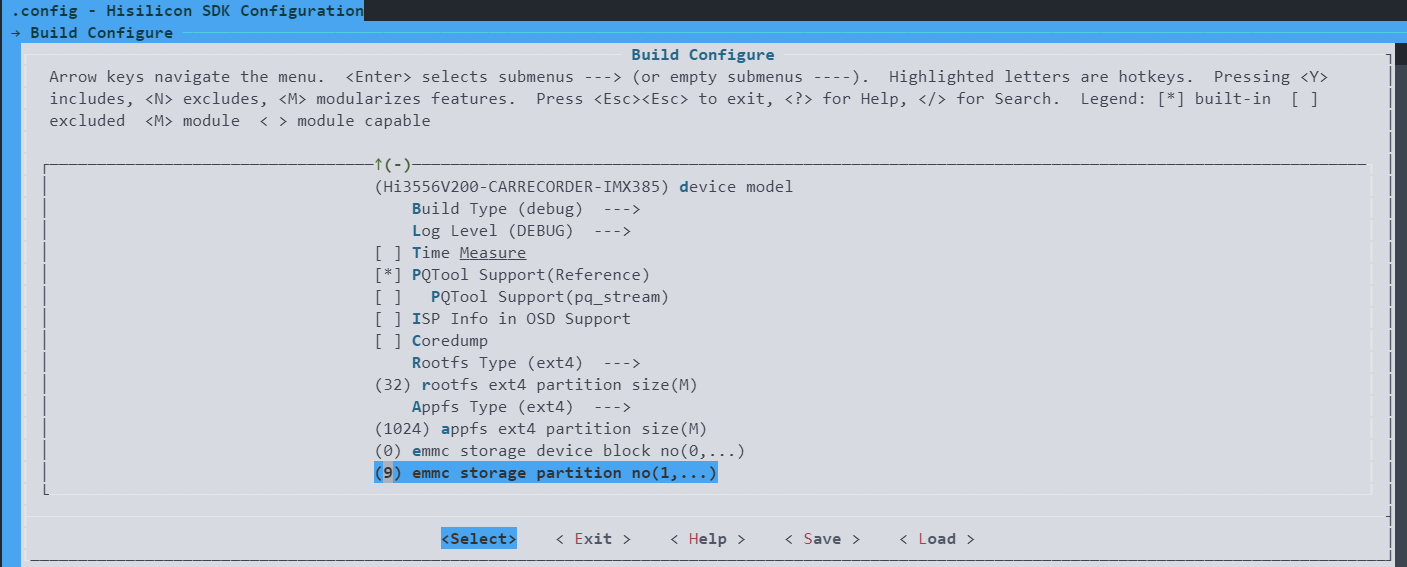 .config - Hisilicon SDK Configuration
→ Build Configure
Build Configure
Arrow keys navigate the menu.  <Enter> selects submenus ---> (or empty submenus ----).  Highlighted letters are hotkeys.  Pressing <Y>
includes, <N> excludes, <M> modularizes features.  Press <Esc><Esc> to exit, <?> for Help, </> for Search.  Legend: [*] built-in  [ ]
excluded  <M> module  < > module capable
↑(-)
(Hi3556V200-CARRECORDER-IMX385) device model
Build Type (debug)  --->
Log Level (DEBUG)  --->
[ ] Time Measure
[*] PQTool Support(Reference)
[ ]   PQTool Support(pq_stream)
[ ] ISP Info in OSD Support
[ ] Coredump
Rootfs Type (ext4)  --->
(32) rootfs ext4 partition size(M)
Appfs Type (ext4)  --->
(1024) appfs ext4 partition size(M)
(0) emmc storage device block no(0,...)
(9) emmc storage partition no(1,...)
<Select>    < Exit >    < Help >    < Save >    < Load >